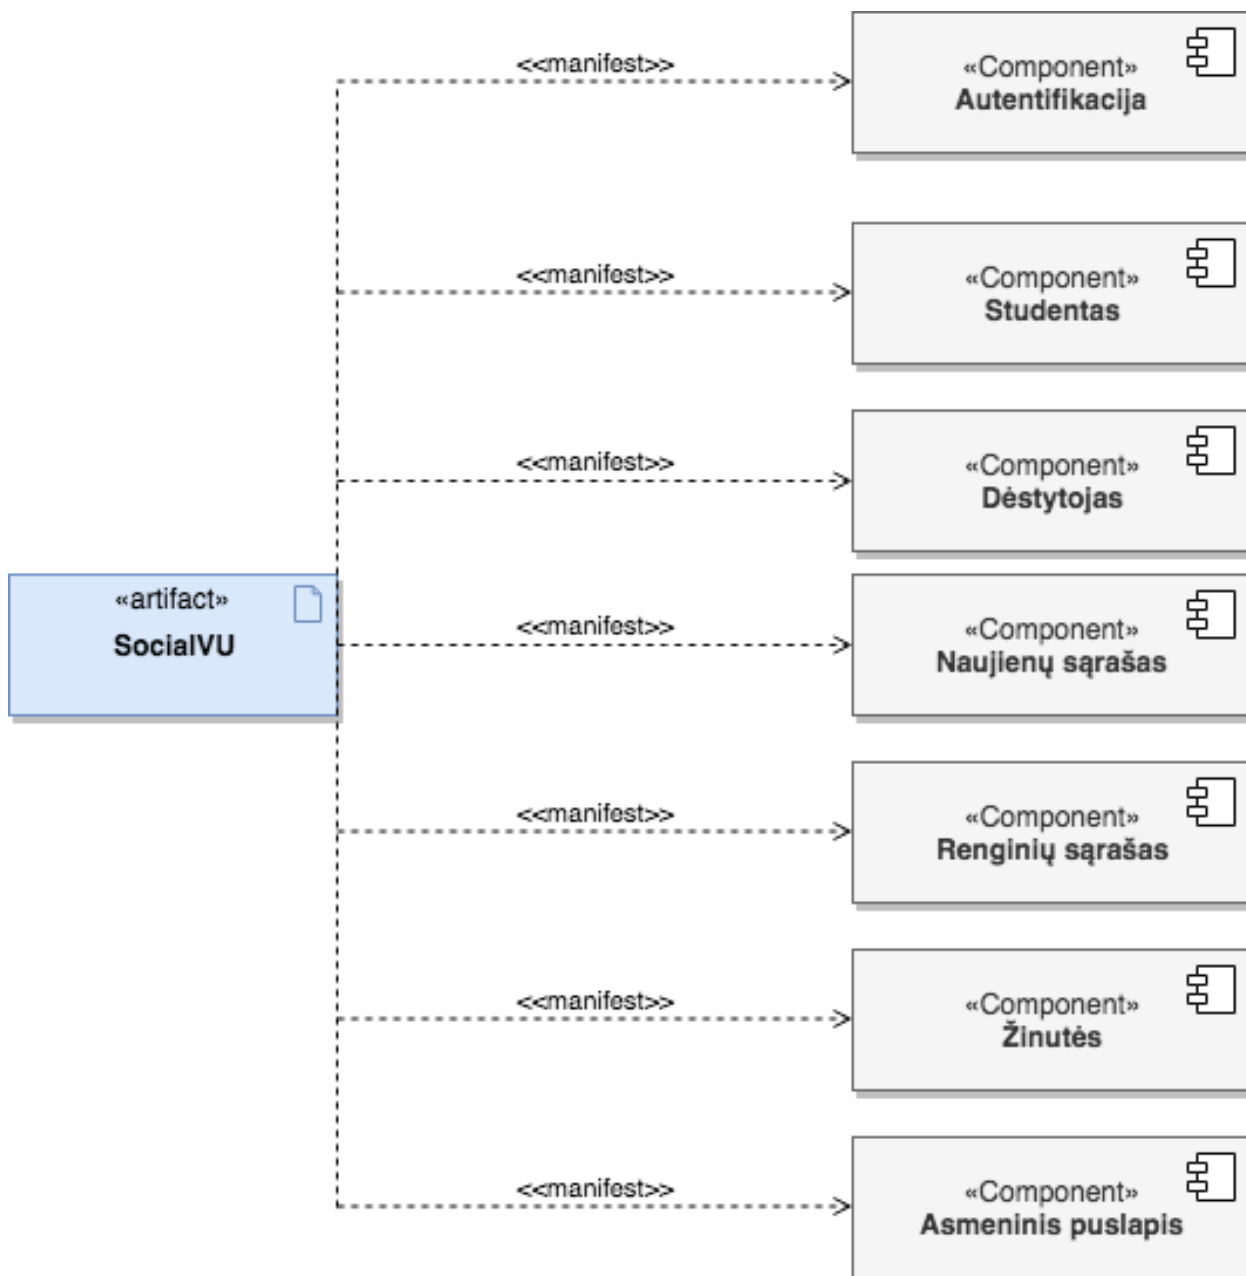 <<manifest>>
«Component»
Autentifikacija
<<manifest>>
«Component»
Studentas
<<manifest>>
«Component»
Dėstytojas
«artifact»
SocialVU
<<manifest>>
«Component»
Naujienų sąrašas
<<manifest>>
«Component»
Renginių sąrašas
<<manifest>>
«Component»
Žinutės
<<manifest>>
«Component»
Asmeninis puslapis